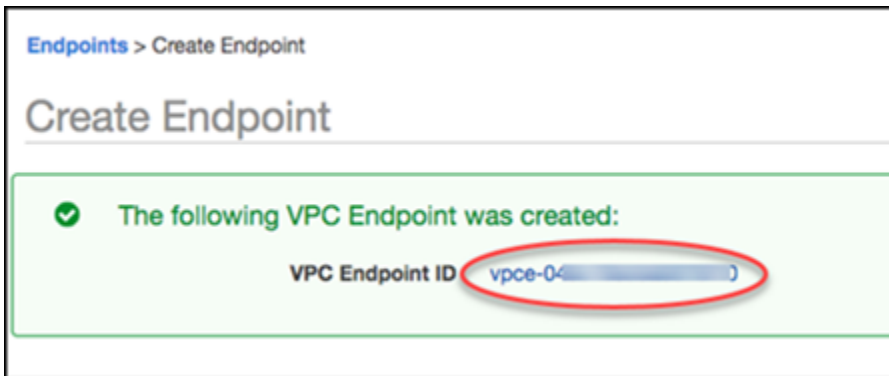 Endpoints > Create Endpoint
Create Endpoint
The following VPC Endpoint was created:
VPC Endpoint ID